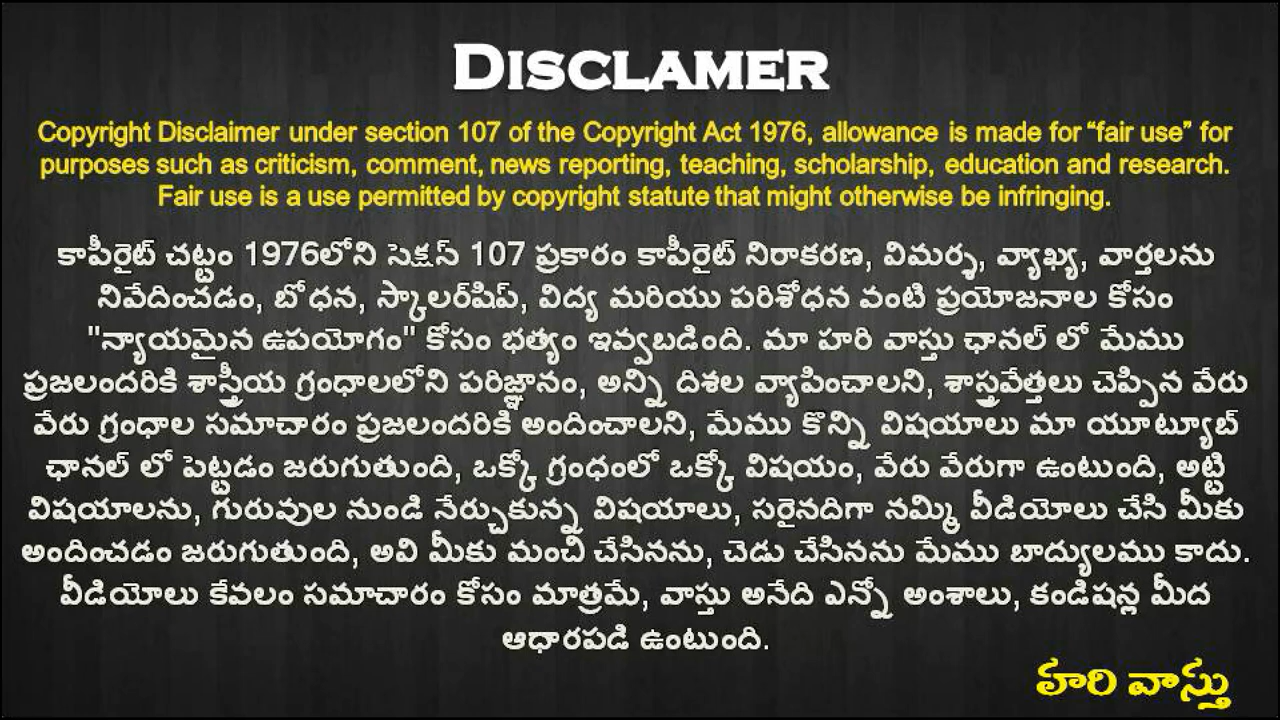 DISCLAMER
Copyright Disclaimer under section 107 of the Copyright Act 1976, allowance is made for “fair use” for
purposes such as criticism, comment, news reporting, teaching, scholarship, education and research.
Fair use is a use permitted by copyright statute that might otherwise be infringing.
కాపీరైట్ చట్టం 1976లోని సెక్షన్ 107 ప్రకారం కాపీరైట్ నిరాకరణ, విమర్శ, వ్యాఖ్య, వార్తలను
నివేదించడం, బోధన, స్కాలర్‌షిప్, విద్య మరియు పరిశోధన వంటి ప్రయోజనాల కోసం
"న్యాయమైన ఉపయోగం" కోసం భత్యం ఇవ్వబడింది. మా హరి వాస్తు ఛానల్ లో మేము
ప్రజలందరికి శాస్త్రీయ గ్రంధాలలోని పరిజ్ఞానం, అన్ని దిశల వ్యాపించాలని, శాస్త్రవేత్తలు చెప్పిన వేరు
వేరు గ్రంధాల సమాచారం ప్రజలందరికి అందించాలని, మేము కొన్ని విషయాలు మా యూట్యూబ్
ఛానల్ లో పెట్టడం జరుగుతుంది, ఒక్కో గ్రంధంలో ఒక్కో విషయం, వేరు వేరుగా ఉంటుంది, అట్టి
విషయాలను, గురువుల నుండి నేర్చుకున్న విషయాలు, సరైనదిగా నమ్మి వీడియోలు చేసి మీకు
అందించడం జరుగుతుంది, అవి మీకు మంచి చేసినను, చెడు చేసినను మేము బాద్యులము కాదు.
వీడియోలు కేవలం సమాచారం కోసం మాత్రమే, వాస్తు అనేది ఎన్నో అంశాలు, కండిషన్ల మీద
ఆధారపడి ఉంటుంది.
హరి వాస్తు